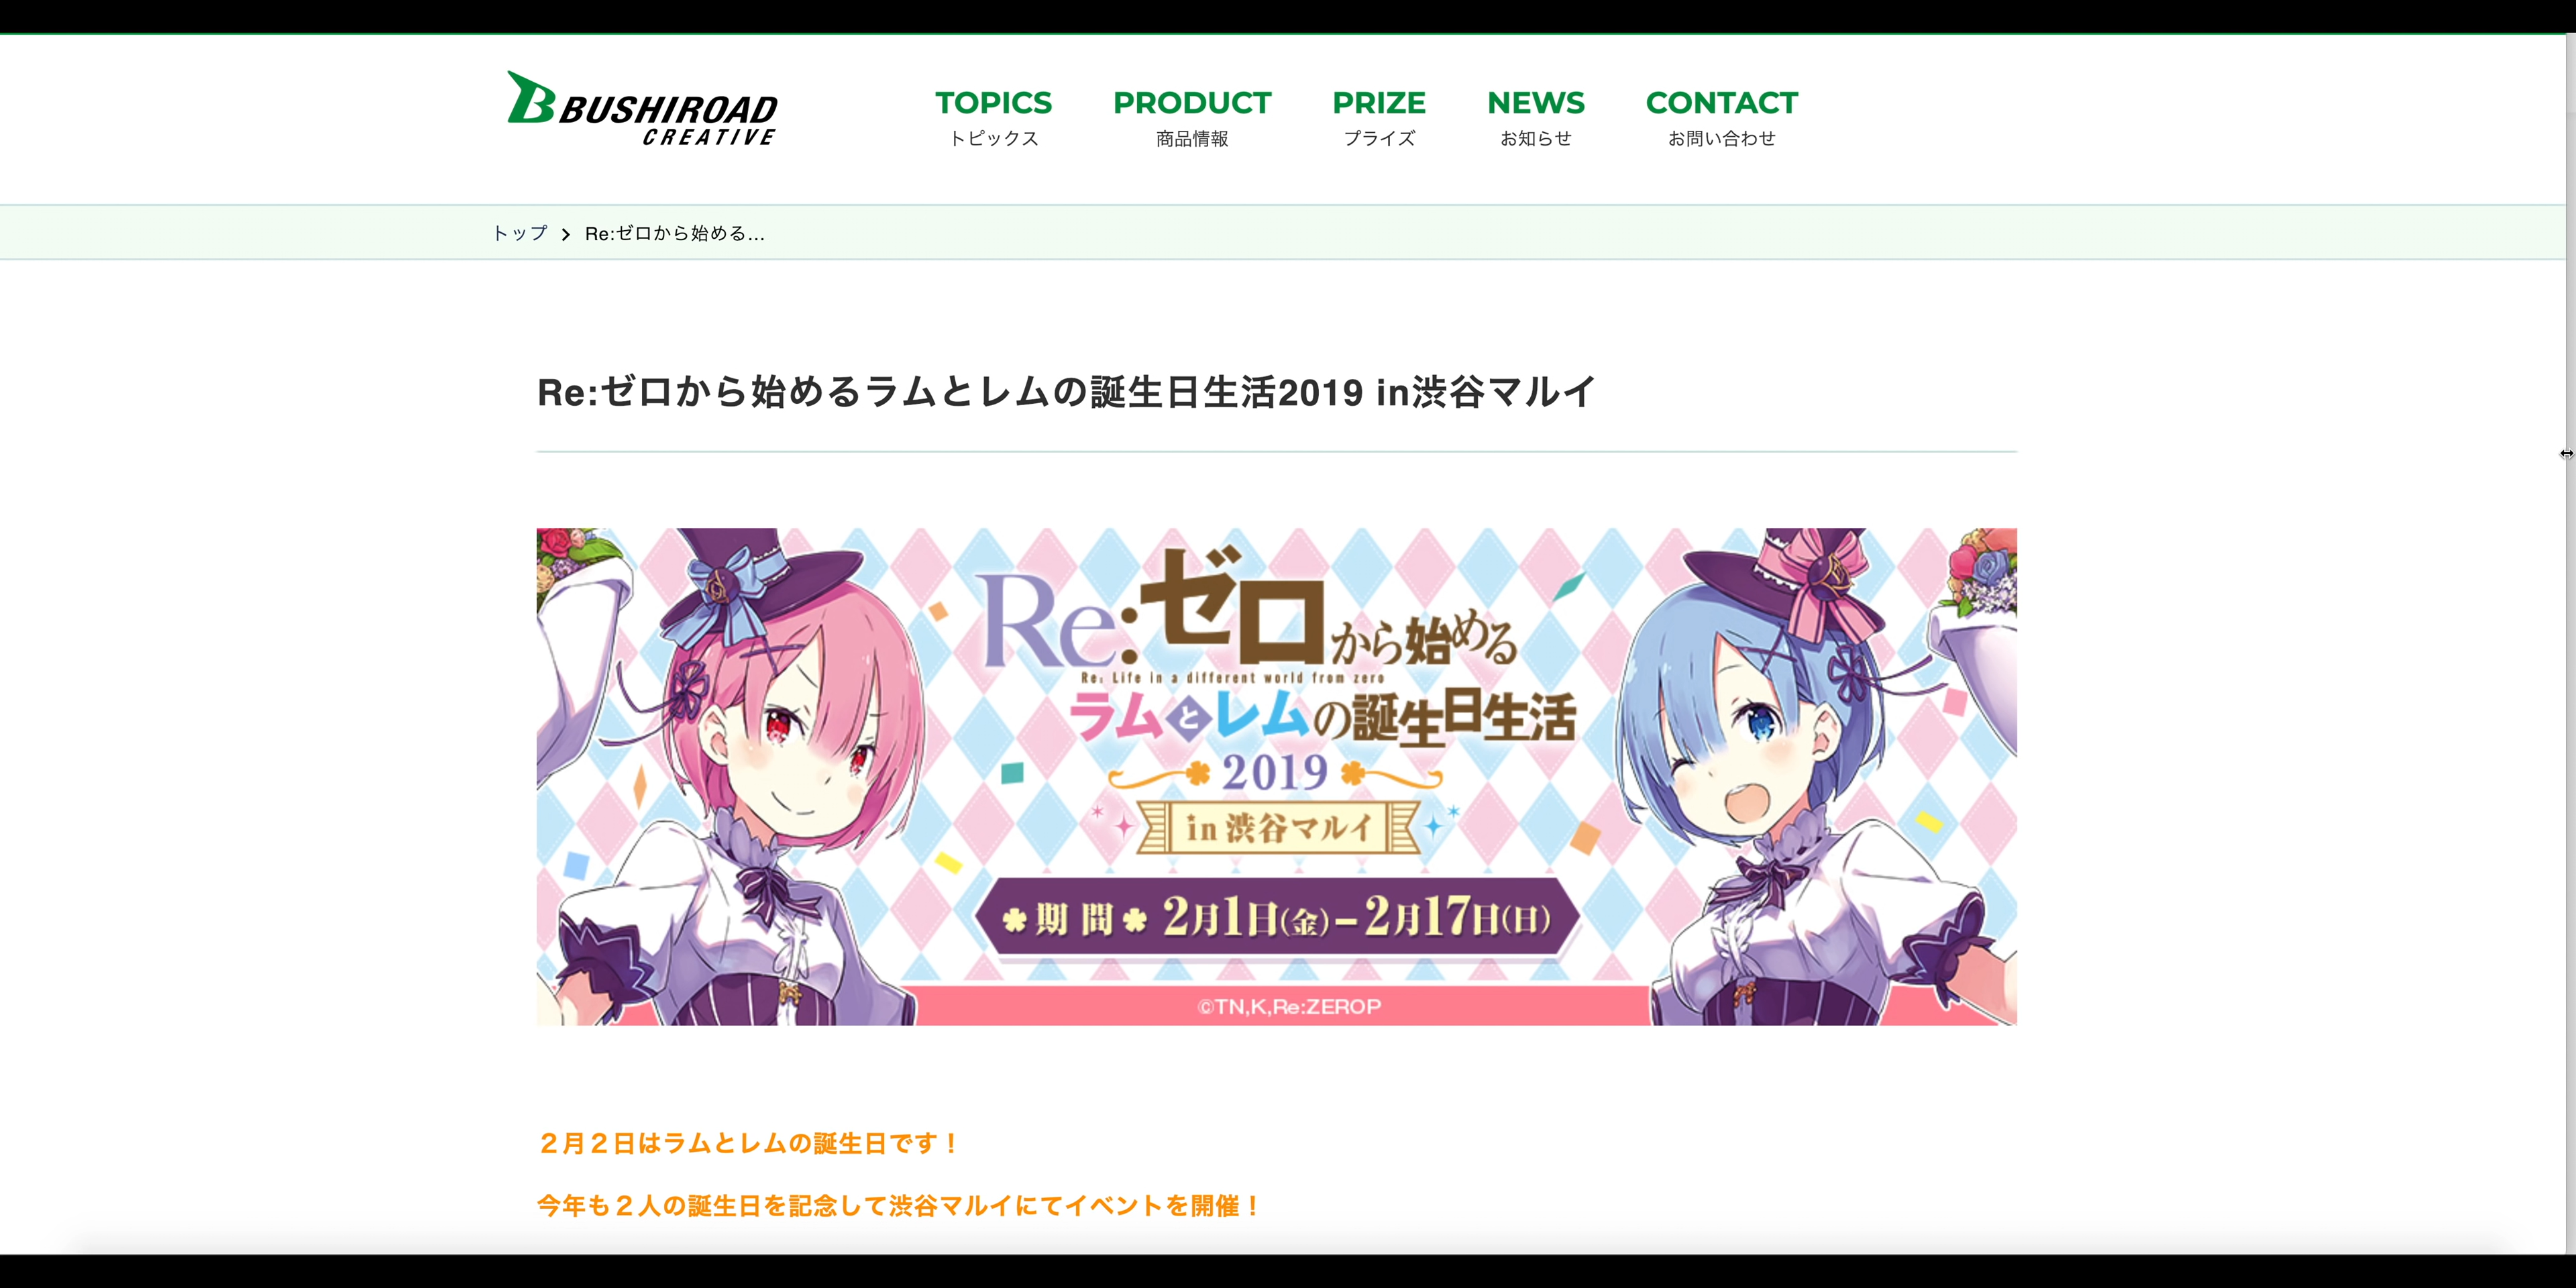 BUSHIROAD
CREATIVE
TOPICS
トピックス
PRODUCT
商品情報
PRIZE
プライズ
NEWS
お知らせ
CONTACT
お問い合わせ
トップ > Re:ゼロから始める...
Re:ゼロから始めるラムとレムの誕生日生活2019 in渋谷マルイ
Re:ゼロから始める
Re: Life in a different world from zero
ラムとレムの誕生日生活
2019
in 渋谷マルイ
期間 2月1日(金)–2月17日(日)
©TN,K,Re:ZEROP
２月２日はラムとレムの誕生日です！
今年も２人の誕生日を記念して渋谷マルイにてイベントを開催！